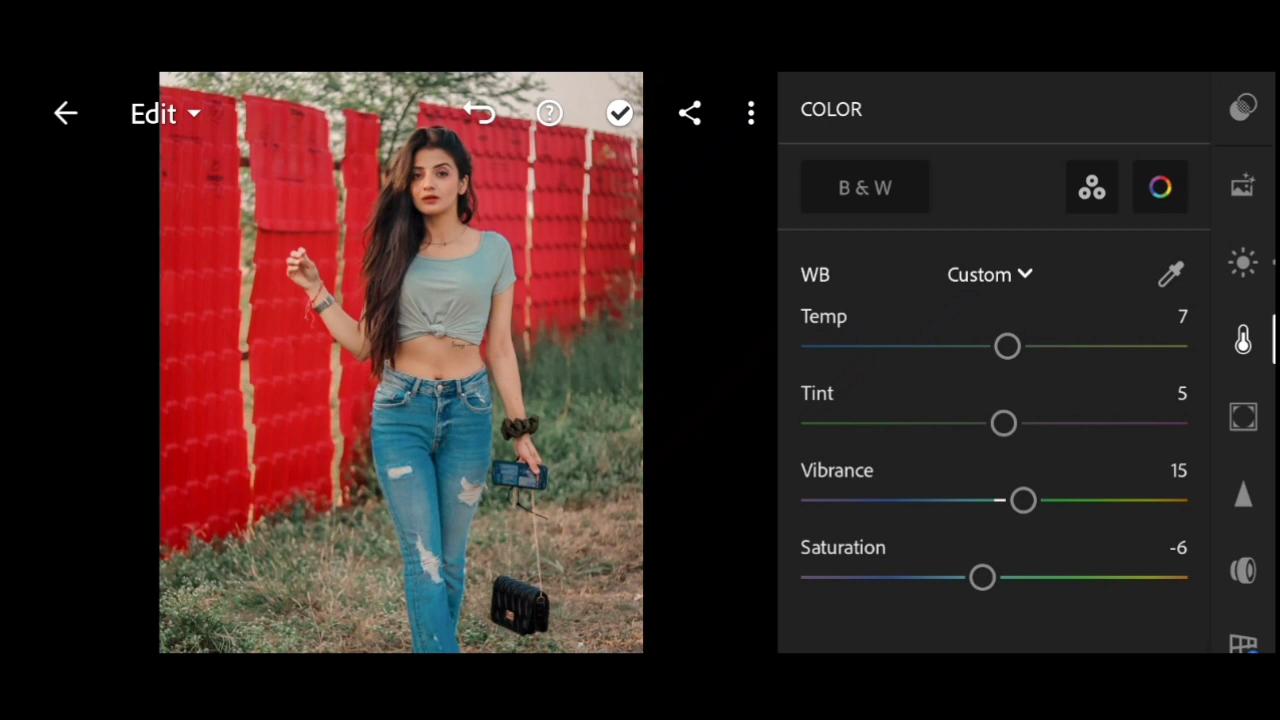 Edit
COLOR
B & W
WB Custom
Temp 7
Tint 5
Vibrance 15
Saturation -6